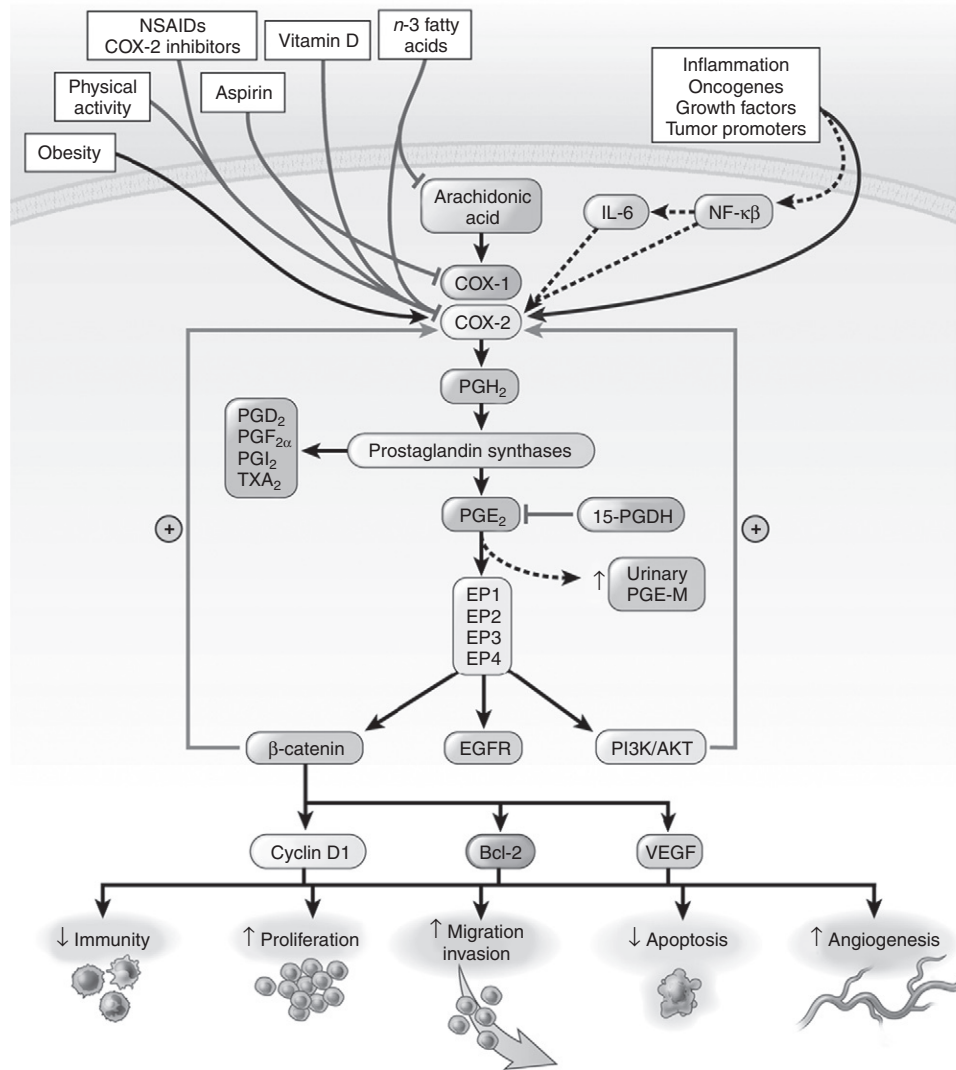 NSAIDs
COX-2 inhibitors
Vitamin D
n-3 fatty
acids
Physical
activity
Aspirin
Obesity
Inflammation
Oncogenes
Growth factors
Tumor promoters
Arachidonic
acid
IL-6
NF-κβ
COX-1
COX-2
PGH₂
PGD₂
PGF₂α
PGI₂
TXA₂
Prostaglandin synthases
PGE₂
15-PGDH
+
+
↑ Urinary
PGE-M
EP1
EP2
EP3
EP4
β-catenin
EGFR
PI3K/AKT
Cyclin D1
Bcl-2
VEGF
↓ Immunity
↑ Proliferation
↑ Migration
invasion
↓ Apoptosis
↑ Angiogenesis